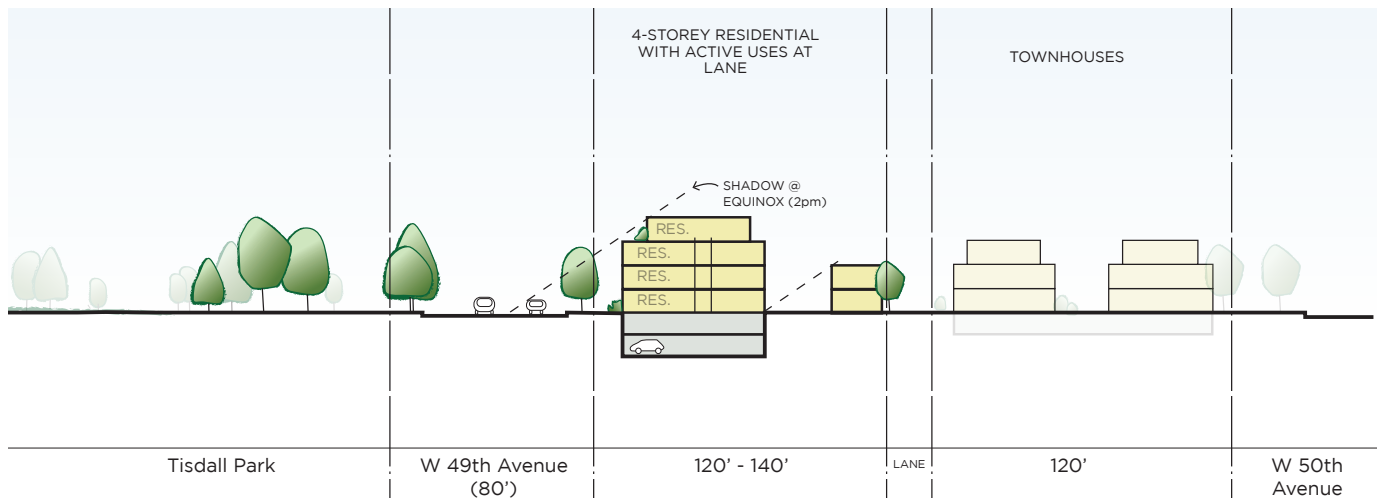 4-STOREY RESIDENTIAL
WITH ACTIVE USES AT
LANE
TOWNHOUSES
SHADOW @
EQUINOX (2pm)
RES.
RES.
RES.
RES.
Tisdall Park
W 49th Avenue
(80')
120' - 140'
LANE
120'
W 50th
Avenue